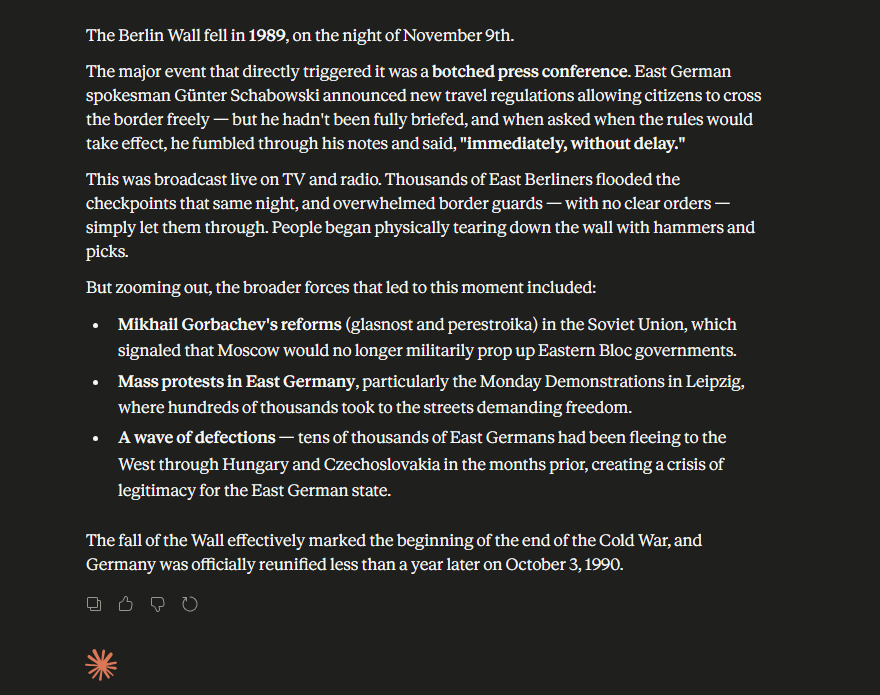 The Berlin Wall fell in 1989, on the night of November 9th.
The major event that directly triggered it was a botched press conference. East German
spokesman Günter Schabowski announced new travel regulations allowing citizens to cross
the border freely — but he hadn't been fully briefed, and when asked when the rules would
take effect, he fumbled through his notes and said, "immediately, without delay."
This was broadcast live on TV and radio. Thousands of East Berliners flooded the
checkpoints that same night, and overwhelmed border guards — with no clear orders —
simply let them through. People began physically tearing down the wall with hammers and
picks.
But zooming out, the broader forces that led to this moment included:
• Mikhail Gorbachev's reforms (glasnost and perestroika) in the Soviet Union, which
signaled that Moscow would no longer militarily prop up Eastern Bloc governments.
• Mass protests in East Germany, particularly the Monday Demonstrations in Leipzig,
where hundreds of thousands took to the streets demanding freedom.
• A wave of defections — tens of thousands of East Germans had been fleeing to the
West through Hungary and Czechoslovakia in the months prior, creating a crisis of
legitimacy for the East German state.
The fall of the Wall effectively marked the beginning of the end of the Cold War, and
Germany was officially reunified less than a year later on October 3, 1990.